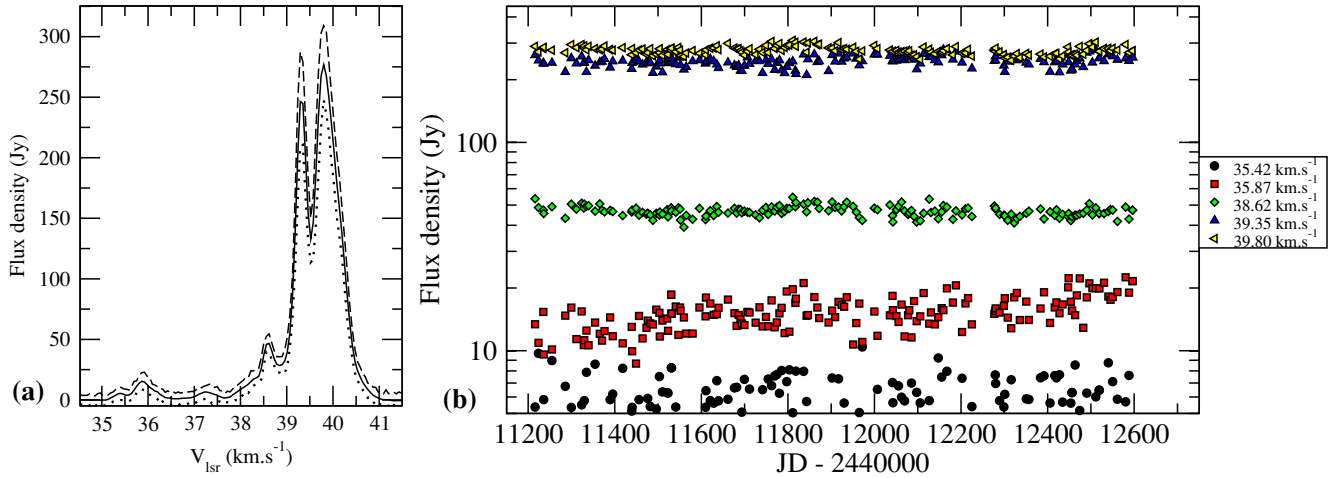 300
250
200
150
100
50
0
Flux density (Jy)
(a)
35 36 37 38 39 40 41
V_lsr (km.s^-1)
100
10
Flux density (Jy)
(b)
11200 11400 11600 11800 12000 12200 12400 12600
JD - 2440000
35.42 km.s^-1
35.87 km.s^-1
38.62 km.s^-1
39.35 km.s^-1
39.80 km.s^-1